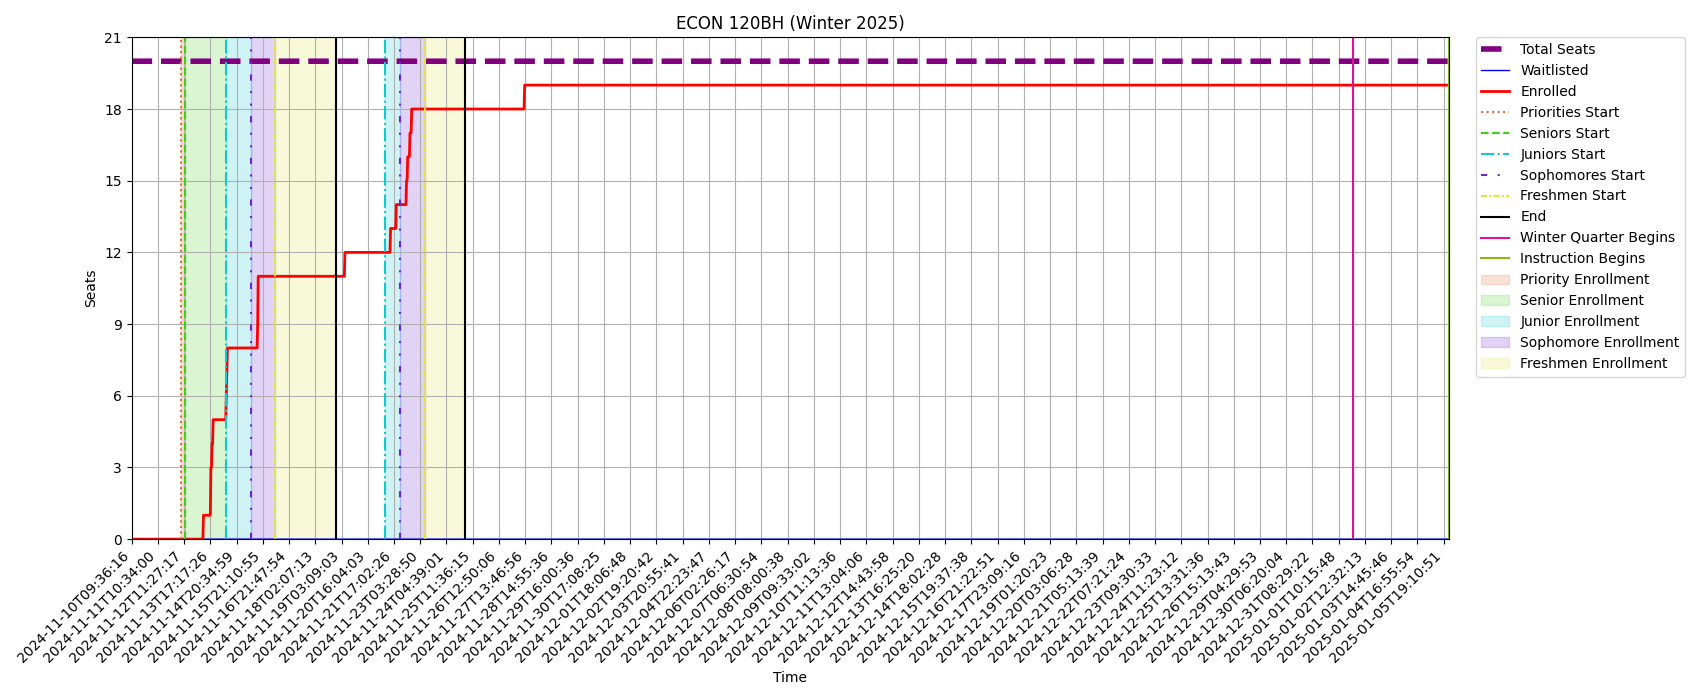 ECON 120BH (Winter 2025)
21
18
15
12
9
6
3
0
Seats
2024-11-10T09:36:16
2024-11-11T10:34:00
2024-11-12T11:27:17
2024-11-13T17:17:26
2024-11-14T20:34:59
2024-11-15T21:10:55
2024-11-16T21:47:54
2024-11-18T02:07:13
2024-11-19T03:09:03
2024-11-20T16:04:03
2024-11-21T17:02:26
2024-11-23T03:28:50
2024-11-24T04:39:01
2024-11-25T11:36:15
2024-11-26T12:50:06
2024-11-27T13:46:56
2024-11-28T14:55:36
2024-11-29T16:00:36
2024-11-30T17:08:25
2024-12-01T18:06:48
2024-12-02T19:20:42
2024-12-03T20:55:41
2024-12-04T22:23:47
2024-12-06T02:26:17
2024-12-07T06:30:54
2024-12-08T08:00:38
2024-12-09T09:33:02
2024-12-10T11:13:36
2024-12-11T13:04:06
2024-12-12T14:43:58
2024-12-13T16:25:20
2024-12-14T18:02:28
2024-12-15T19:37:38
2024-12-16T21:22:51
2024-12-17T23:09:16
2024-12-19T01:20:23
2024-12-20T03:06:28
2024-12-21T05:13:39
2024-12-22T07:21:24
2024-12-23T09:30:33
2024-12-24T11:23:12
2024-12-25T13:31:36
2024-12-26T15:13:43
2024-12-29T04:29:53
2024-12-30T06:20:04
2024-12-31T08:29:22
2025-01-01T10:15:48
2025-01-02T12:32:13
2025-01-03T14:45:46
2025-01-04T16:55:54
2025-01-05T19:10:51
Time
Total Seats
Waitlisted
Enrolled
Priorities Start
Seniors Start
Juniors Start
Sophomores Start
Freshmen Start
End
Winter Quarter Begins
Instruction Begins
Priority Enrollment
Senior Enrollment
Junior Enrollment
Sophomore Enrollment
Freshmen Enrollment